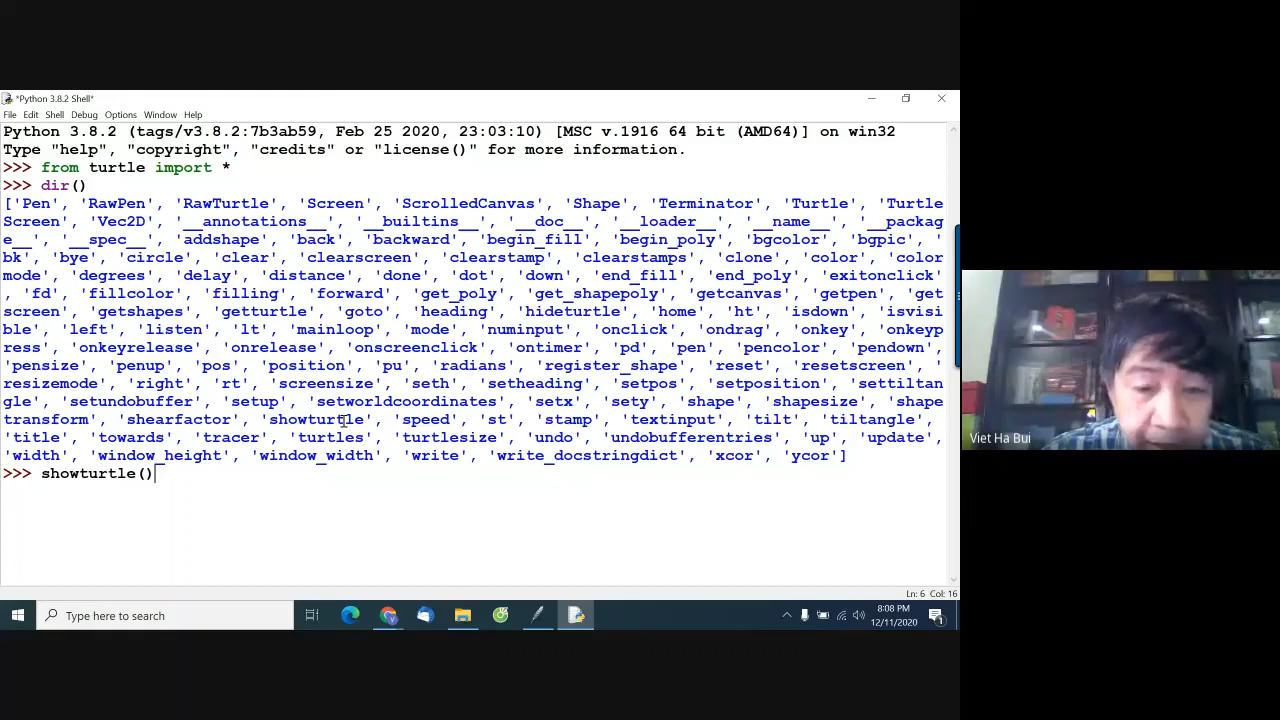 *Python 3.8.2 Shell*
File Edit Shell Debug Options Window Help
Python 3.8.2 (tags/v3.8.2:7b3ab59, Feb 25 2020, 23:03:10) [MSC v.1916 64 bit (AMD64)] on win32
Type "help", "copyright", "credits" or "license()" for more information.
>>> from turtle import *
>>> dir()
['Pen', 'RawPen', 'RawTurtle', 'Screen', 'ScrolledCanvas', 'Shape', 'Terminator', 'Turtle', 'Turtle
Screen', 'Vec2D', '__annotations__', '__builtins__', '__doc__', '__loader__', '__name__', '__packag
e__', '__spec__', 'addshape', 'back', 'backward', 'begin_fill', 'begin_poly', 'bgcolor', 'bgpic', '
bk', 'bye', 'circle', 'clear', 'clearscreen', 'clearstamp', 'clearstamps', 'clone', 'color', 'color
mode', 'degrees', 'delay', 'distance', 'done', 'dot', 'down', 'end_fill', 'end_poly', 'exitonclick'
, 'fd', 'fillcolor', 'filling', 'forward', 'get_poly', 'get_shapepoly', 'getcanvas', 'getpen', 'get
screen', 'getshapes', 'getturtle', 'goto', 'heading', 'hideturtle', 'home', 'ht', 'isdown', 'isvisi
ble', 'left', 'listen', 'lt', 'mainloop', 'mode', 'numinput', 'onclick', 'ondrag', 'onkey', 'onkeyp
ress', 'onkeyrelease', 'onrelease', 'onscreenclick', 'ontimer', 'pd', 'pen', 'pencolor', 'pendown',
'pensize', 'penup', 'pos', 'position', 'pu', 'radians', 'register_shape', 'reset', 'resetscreen', '
resizemode', 'right', 'rt', 'screensize', 'seth', 'setheading', 'setpos', 'setposition', 'settiltan
gle', 'setundobuffer', 'setup', 'setworldcoordinates', 'setx', 'sety', 'shape', 'shapesize', 'shape
transform', 'shearfactor', 'showturtle', 'speed', 'st', 'stamp', 'textinput', 'tilt', 'tiltangle', 
'title', 'towards', 'tracer', 'turtles', 'turtlesize', 'undo', 'undobufferentries', 'up', 'update',
'width', 'window_height', 'window_width', 'write', 'write_docstringdict', 'xcor', 'ycor']
>>> showturtle()
Ln: 6 Col: 16
Type here to search
8:08 PM
12/11/2020
1
Viet Ha Bui